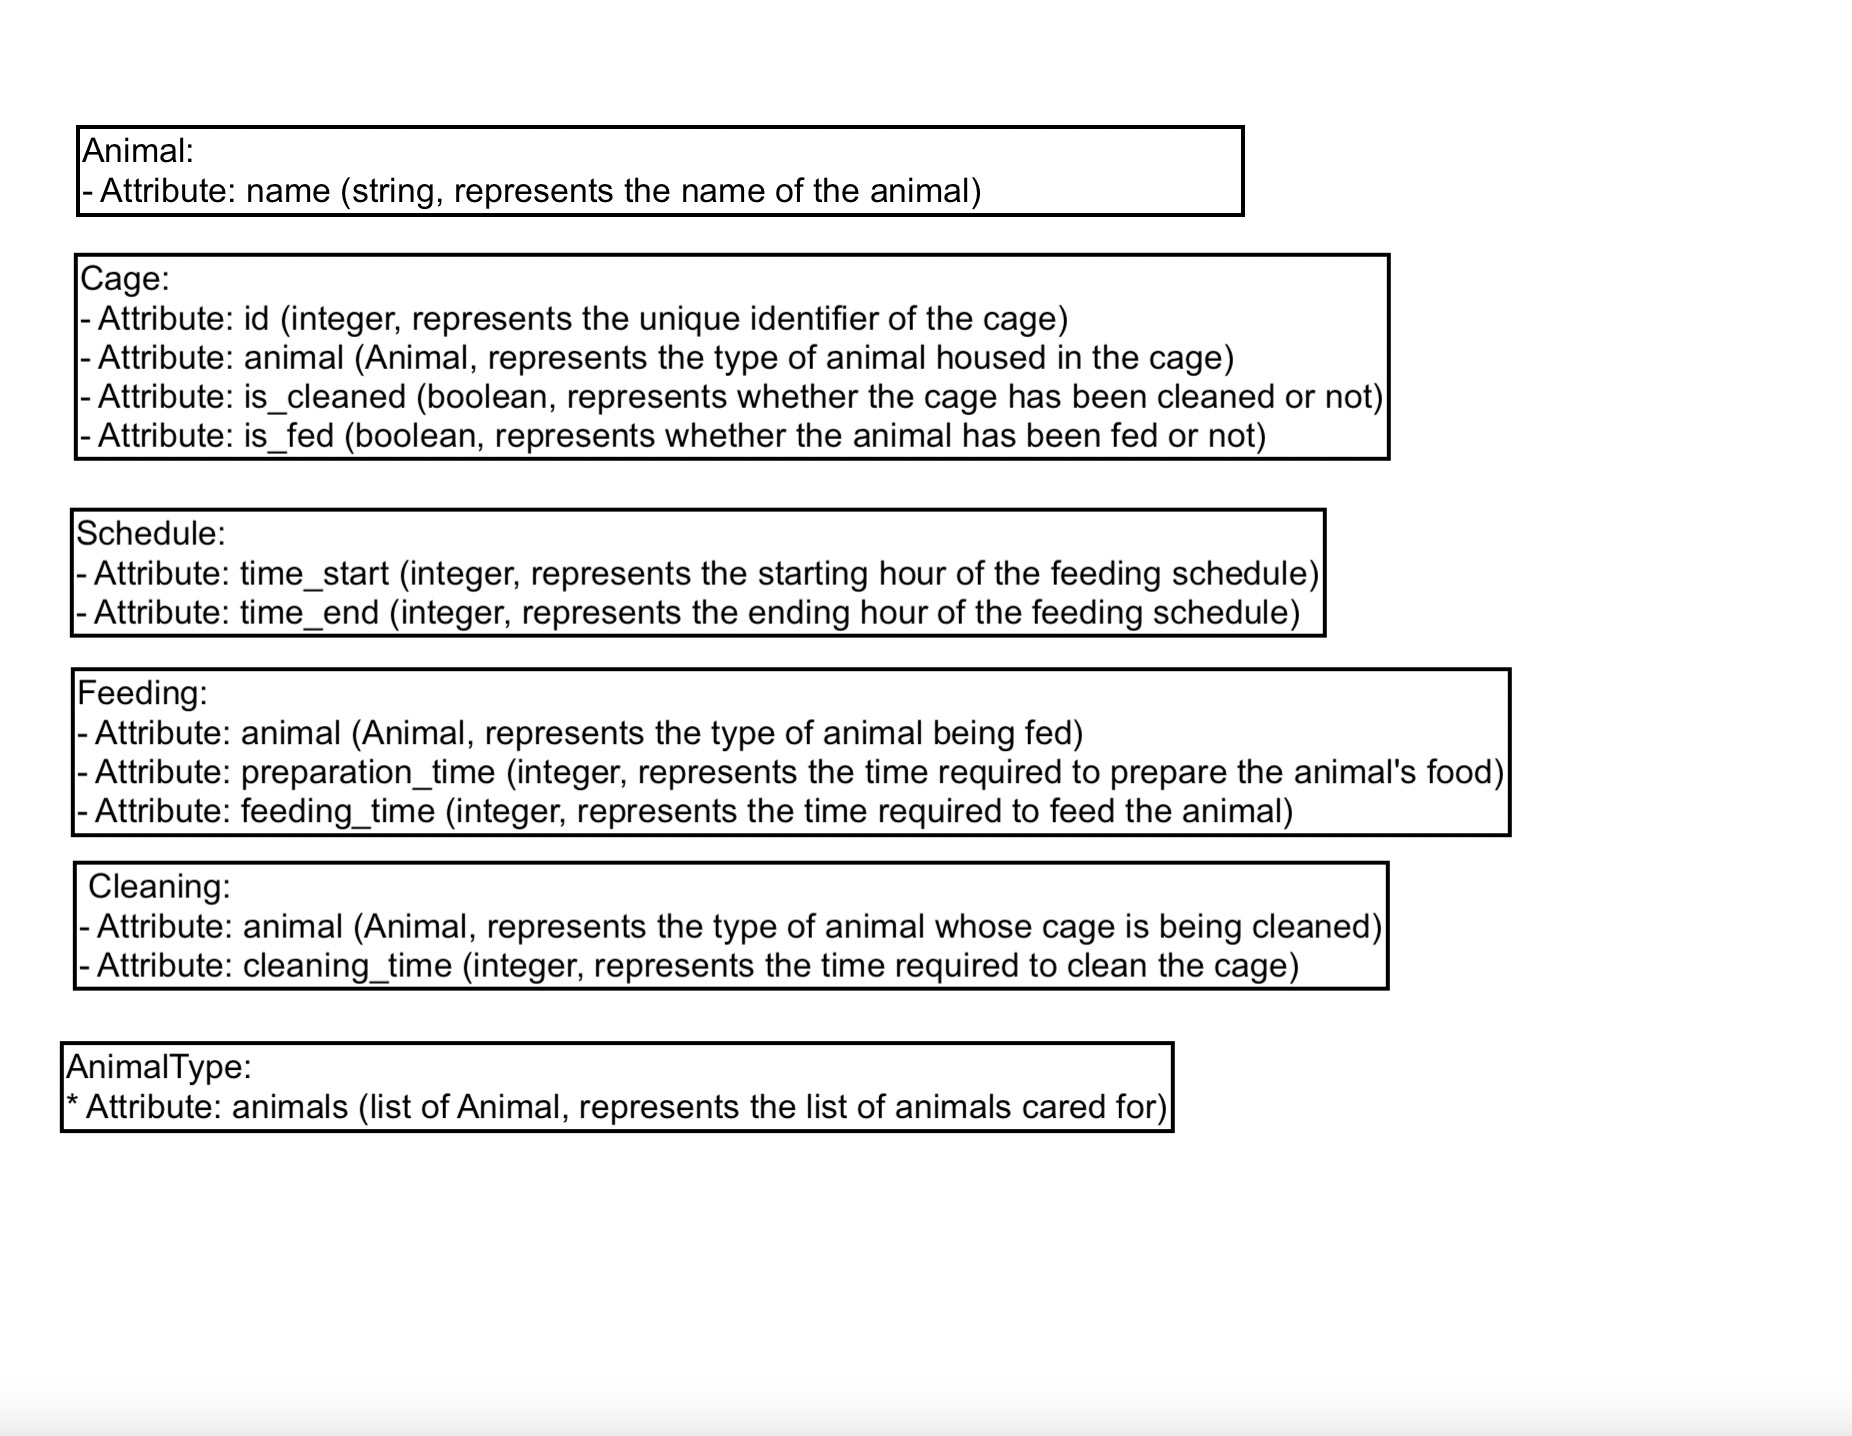 Animal:
- Attribute: name (string, represents the name of the animal)
Cage:
- Attribute: id (integer, represents the unique identifier of the cage)
- Attribute: animal (Animal, represents the type of animal housed in the cage)
- Attribute: is_cleaned (boolean, represents whether the cage has been cleaned or not)
- Attribute: is_fed (boolean, represents whether the animal has been fed or not)
Schedule:
- Attribute: time_start (integer, represents the starting hour of the feeding schedule)
- Attribute: time_end (integer, represents the ending hour of the feeding schedule)
Feeding:
- Attribute: animal (Animal, represents the type of animal being fed)
- Attribute: preparation_time (integer, represents the time required to prepare the animal's food)
- Attribute: feeding_time (integer, represents the time required to feed the animal)
Cleaning:
- Attribute: animal (Animal, represents the type of animal whose cage is being cleaned)
- Attribute: cleaning_time (integer, represents the time required to clean the cage)
AnimalType:
* Attribute: animals (list of Animal, represents the list of animals cared for)